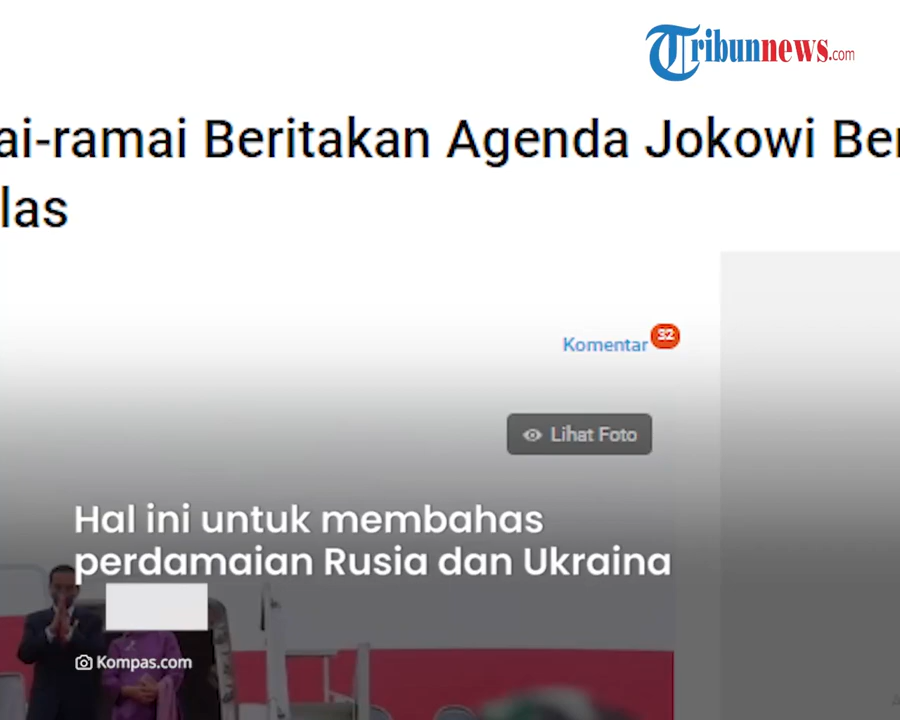 Tribunnews.com
ai-ramai Beritakan Agenda Jokowi Ber
las
Komentar 32
Lihat Foto
Hal ini untuk membahas
perdamaian Rusia dan Ukraina
Kompas.com